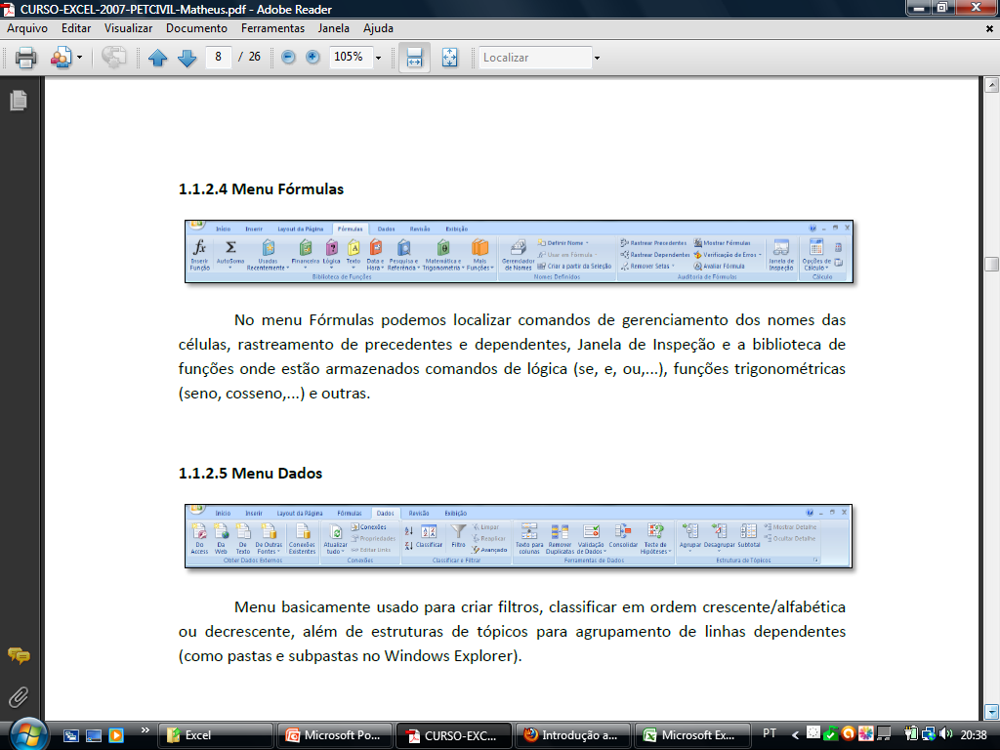 CURSO-EXCEL-2007-PETCIVIL-Matheus.pdf - Adobe Reader
Arquivo Editar Visualizar Documento Ferramentas Janela Ajuda
8 / 26 105% Localizar
1.1.2.4 Menu Fórmulas
Início Inserir Layout da Página Fórmulas Dados Revisão Exibição
Inserir Função
AutoSoma
Usadas Recentemente
Financeira
Lógica
Texto
Data e Hora
Pesquisa e Referência
Matemática e Trigonometria
Mais Funções
Biblioteca de Funções
Gerenciador de Nomes
Definir Nome
Usar em Fórmula
Criar a partir da Seleção
Nomes Definidos
Rastrear Precedentes
Rastrear Dependentes
Remover Setas
Mostrar Fórmulas
Verificação de Erros
Avaliar Fórmula
Janela de Inspeção
Auditoria de Fórmulas
Opções de Cálculo
Cálculo
No menu Fórmulas podemos localizar comandos de gerenciamento dos nomes das
células, rastreamento de precedentes e dependentes, Janela de Inspeção e a biblioteca de
funções onde estão armazenados comandos de lógica (se, e, ou,...), funções trigonométricas
(seno, cosseno,...) e outras.
1.1.2.5 Menu Dados
Início Inserir Layout da Página Fórmulas Dados Revisão Exibição
Do Access
Da Web
De Texto
De Outras Fontes
Conexões Existentes
Obter Dados Externos
Atualizar tudo
Conexões
Propriedades
Editar Links
Conexões
Classificar
Filtro
Limpar
Reaplicar
Avançado
Classificar e Filtrar
Texto para colunas
Remover Duplicatas
Validação de Dados
Consolidar
Teste de Hipóteses
Ferramentas de Dados
Agrupar
Desagrupar
Subtotal
Mostrar Detalhe
Ocultar Detalhe
Estrutura de Tópicos
Menu basicamente usado para criar filtros, classificar em ordem crescente/alfabética
ou decrescente, além de estruturas de tópicos para agrupamento de linhas dependentes
(como pastas e subpastas no Windows Explorer).
Excel Microsoft Po... CURSO-EXC... Introdução a... Microsoft Ex... PT 20:38